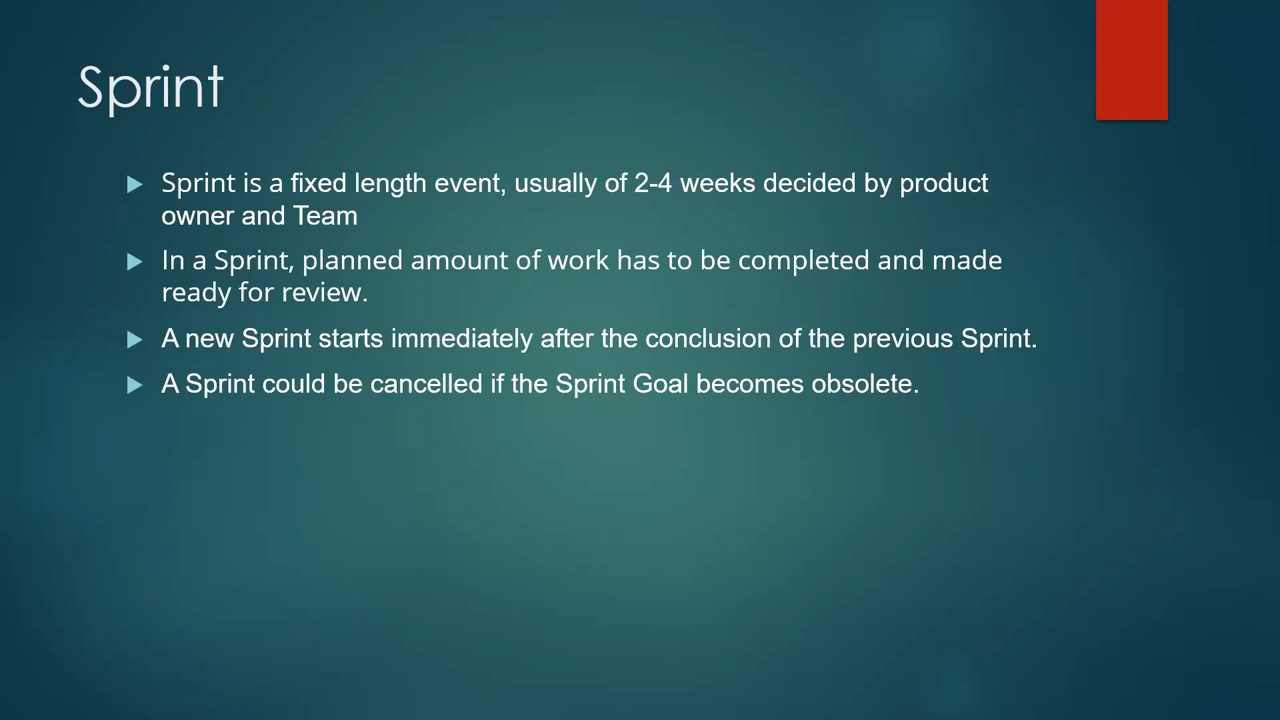 Sprint
Sprint is a fixed length event, usually of 2-4 weeks decided by product
owner and Team
In a Sprint, planned amount of work has to be completed and made
ready for review.
A new Sprint starts immediately after the conclusion of the previous Sprint.
A Sprint could be cancelled if the Sprint Goal becomes obsolete.